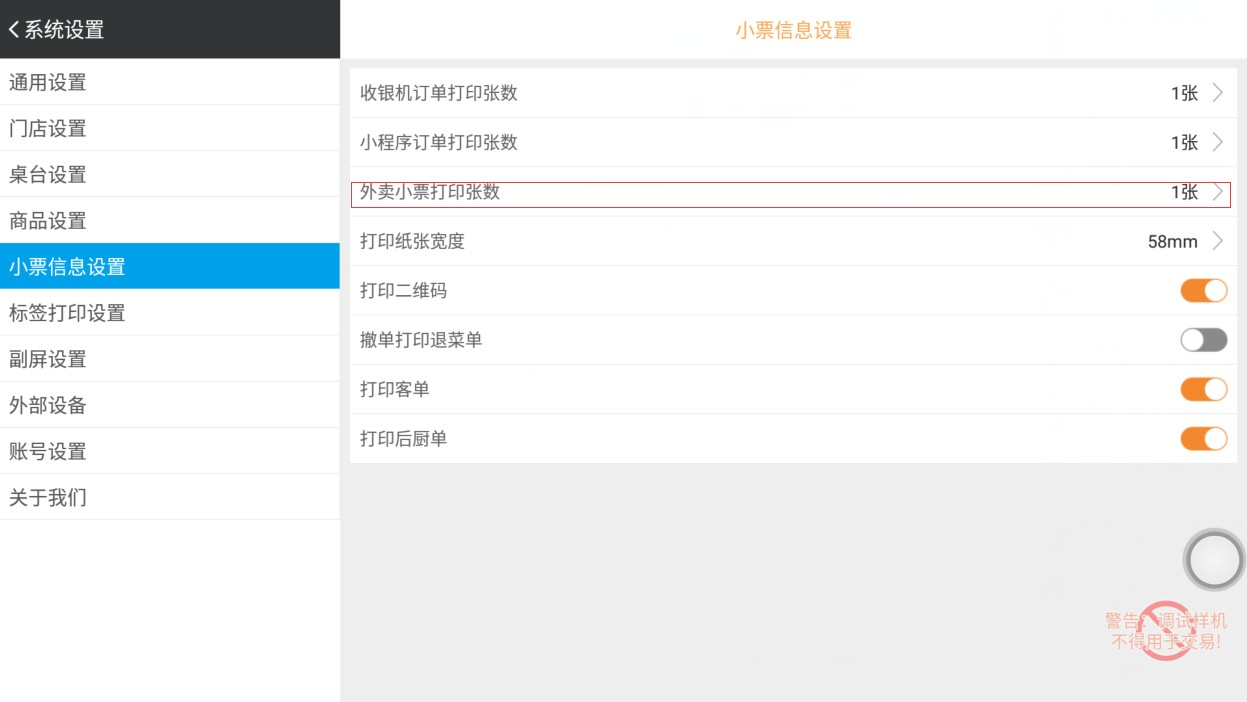 系统设置
小票信息设置
通用设置
门店设置
桌台设置
商品设置
小票信息设置
标签打印设置
副屏设置
外部设备
账号设置
关于我们
收银机订单打印张数 1张
小程序订单打印张数 1张
外卖小票打印张数 1张
打印纸张宽度 58mm
打印二维码
撤单打印退菜单
打印客单
打印后厨单
警告：调试样机
不得用于交易!